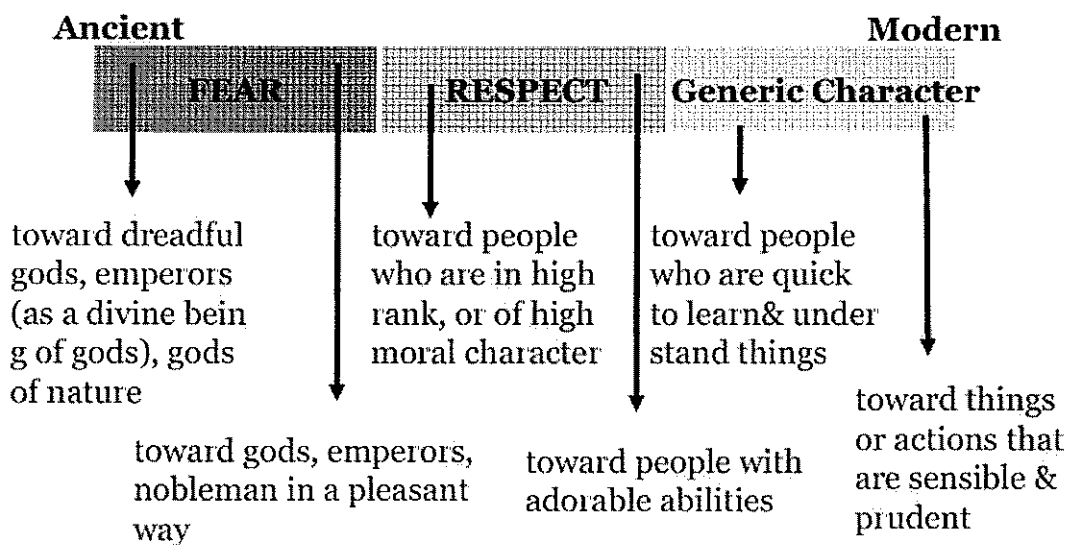 Ancient
Modern
FEAR
RESPECT
Generic Character
toward dreadful
gods, emperors
(as a divine bein
g of gods), gods
of nature
toward people
who are in high
rank, or of high
moral character
toward people
who are quick
to learn& under
stand things
toward gods, emperors,
nobleman in a pleasant
way
toward people with
adorable abilities
toward things
or actions that
are sensible &
prudent